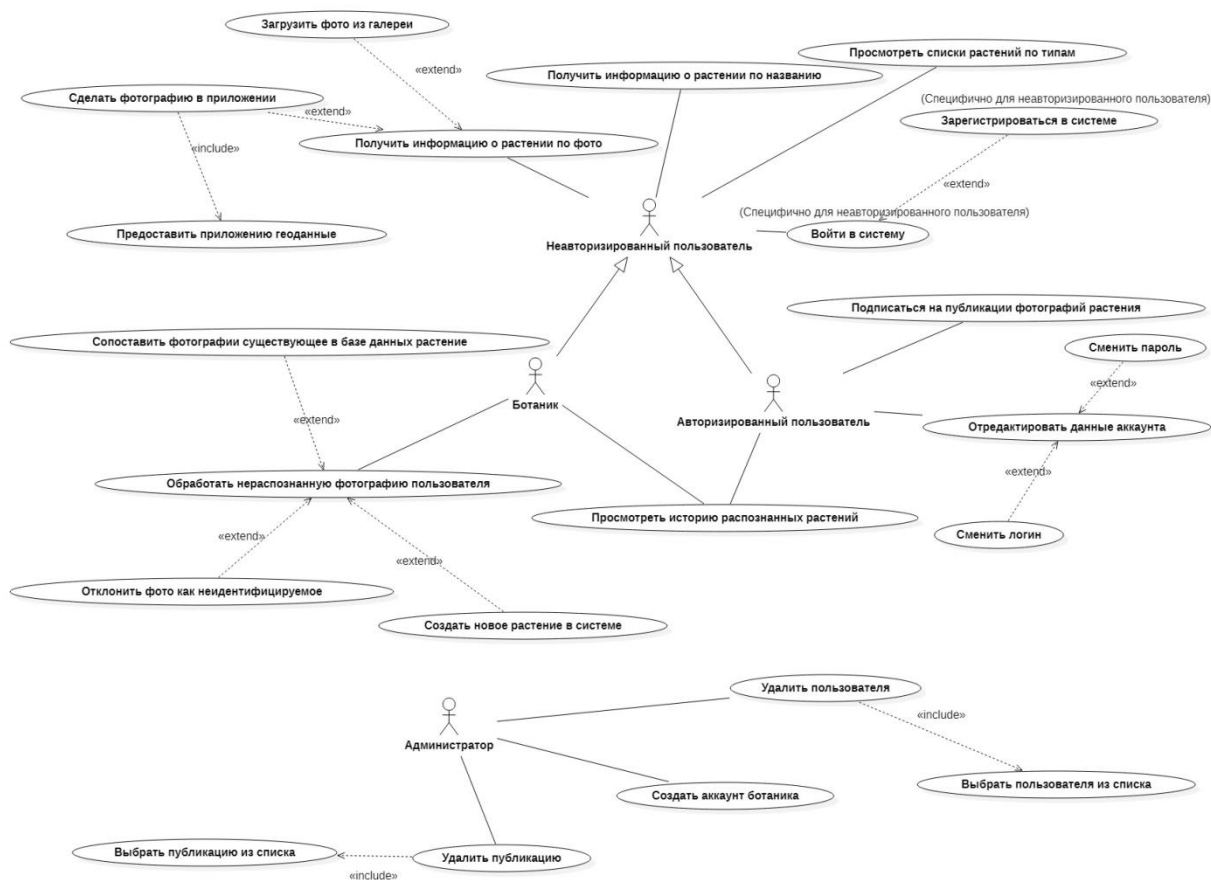 Загрузить фото из галереи
Просмотреть списки растений по типам
«extend»
Получить информацию о растении по названию
Сделать фотографию в приложении
«extend»
(Специфично для неавторизированного пользователя)
Зарегистрироваться в системе
Получить информацию о растении по фото
«include»
«extend»
(Специфично для неавторизированного пользователя)
Предоставить приложению геоданные
Войти в систему
Неавторизированный пользователь
Подписаться на публикации фотографий растения
Сопоставить фотографии существующее в базе данных растение
Сменить пароль
«extend»
Ботаник
«extend»
Авторизированный пользователь
Отредактировать данные аккаунта
«extend»
Обработать нераспознанную фотографию пользователя
Просмотреть историю распознанных растений
«extend»
Сменить логин
«extend»
Отклонить фото как неидентифицируемое
Создать новое растение в системе
Удалить пользователя
«include»
Администратор
Выбрать пользователя из списка
Создать аккаунт ботаника
Выбрать публикацию из списка
Удалить публикацию
«include»